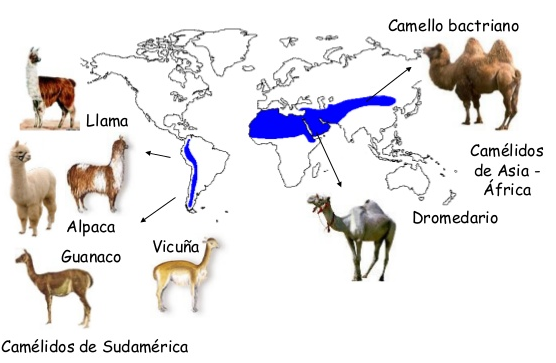 Camello bactriano
Llama
Camélidos
de Asia -
África
Alpaca
Dromedario
Vicuña
Guanaco
Camélidos de Sudamérica